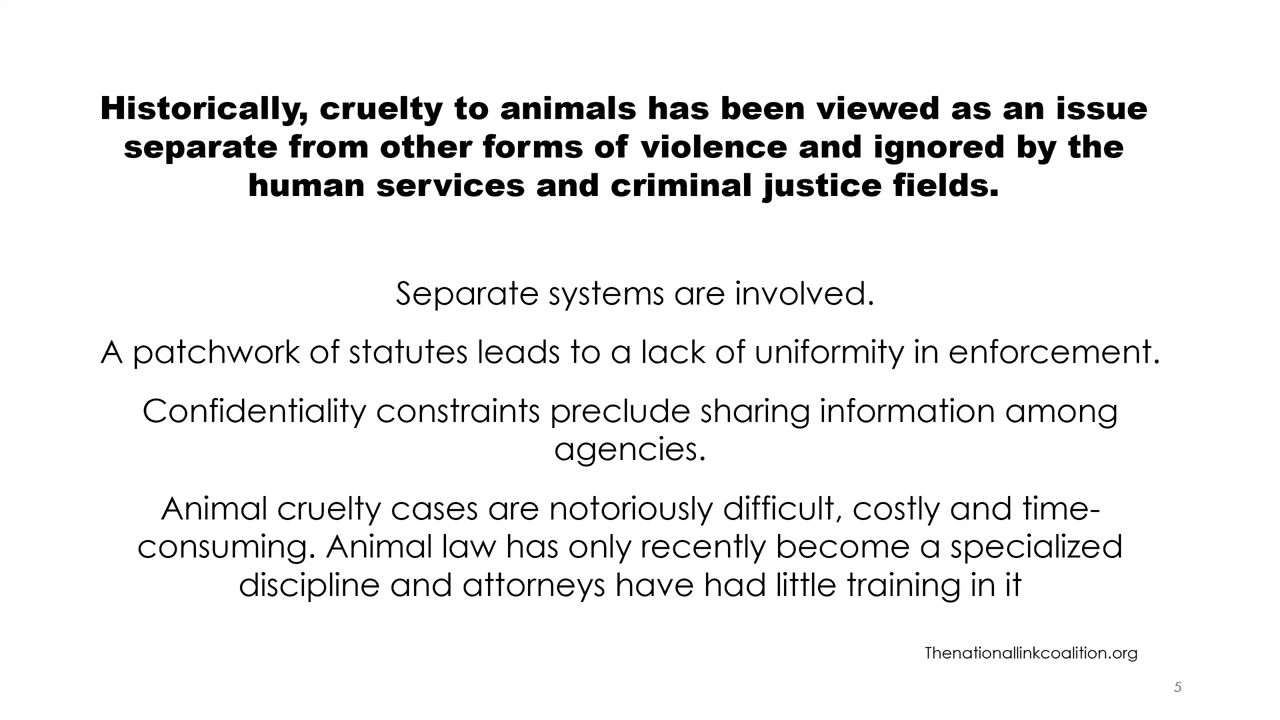 Historically, cruelty to animals has been viewed as an issue
separate from other forms of violence and ignored by the
human services and criminal justice fields.
Separate systems are involved.
A patchwork of statutes leads to a lack of uniformity in enforcement.
Confidentiality constraints preclude sharing information among
agencies.
Animal cruelty cases are notoriously difficult, costly and time-
consuming. Animal law has only recently become a specialized
discipline and attorneys have had little training in it
Thenationallinkcoalition.org
5